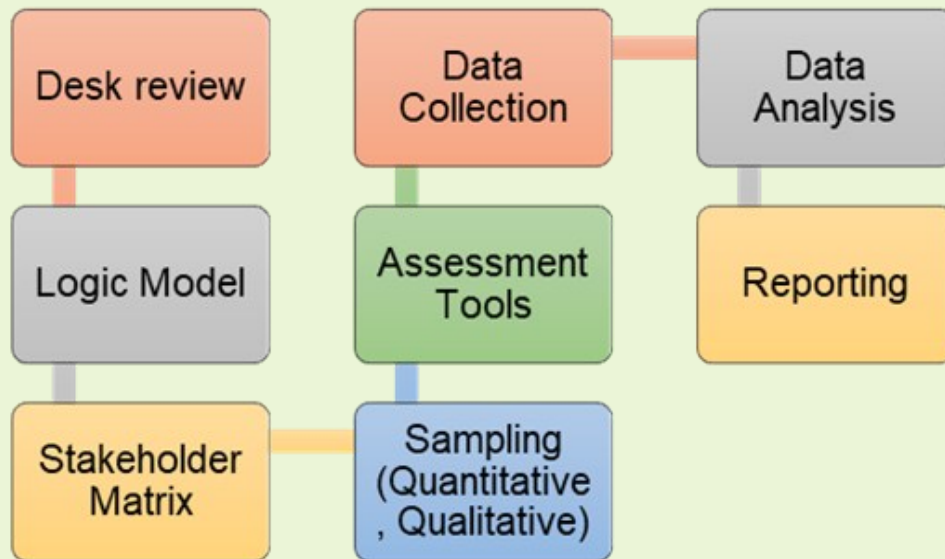 Desk review
Logic Model
Stakeholder
Matrix
Sampling
(Quantitative
, Qualitative)
Assessment
Tools
Data
Collection
Data
Analysis
Reporting